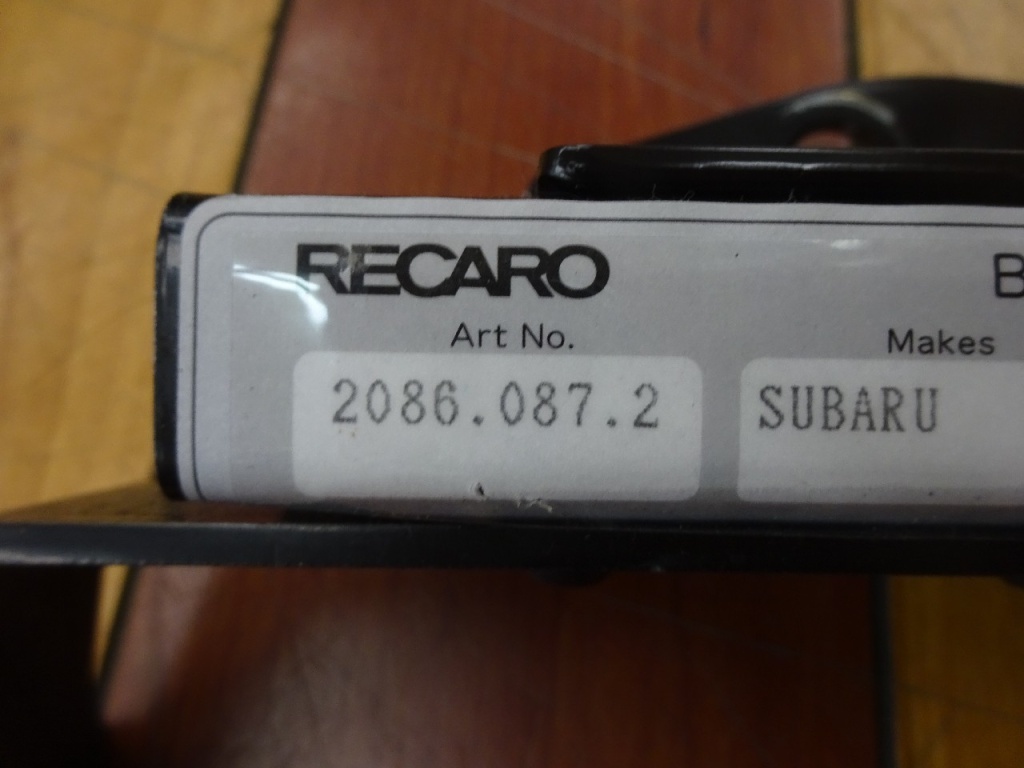 RECARO B
Art No. Makes
2086.087.2 SUBARU